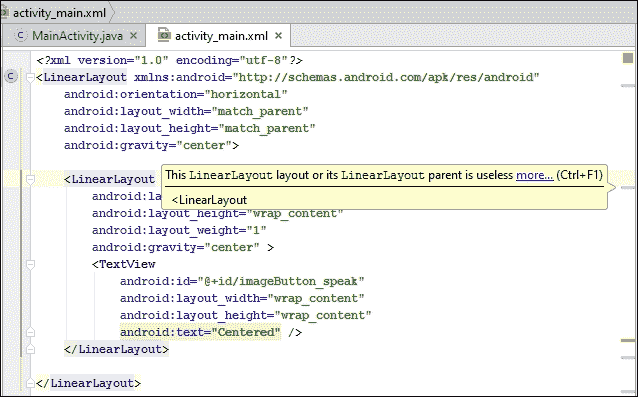 activity_main.xml
MainActivity.java × activity_main.xml ×
<?xml version="1.0" encoding="utf-8"?>
<LinearLayout xmlns:android="http://schemas.android.com/apk/res/android"
android:orientation="horizontal"
android:layout_width="match_parent"
android:layout_height="match_parent"
android:gravity="center">
<LinearLayout
This LinearLayout layout or its LinearLayout parent is useless more... (Ctrl+F1)
<LinearLayout
android:la
android:layout_height="wrap_content"
android:layout_weight="1"
android:gravity="center" >
<TextView
android:id="@+id/imageButton_speak"
android:layout_width="wrap_content"
android:layout_height="wrap_content"
android:text="Centered" />
</LinearLayout>
</LinearLayout>